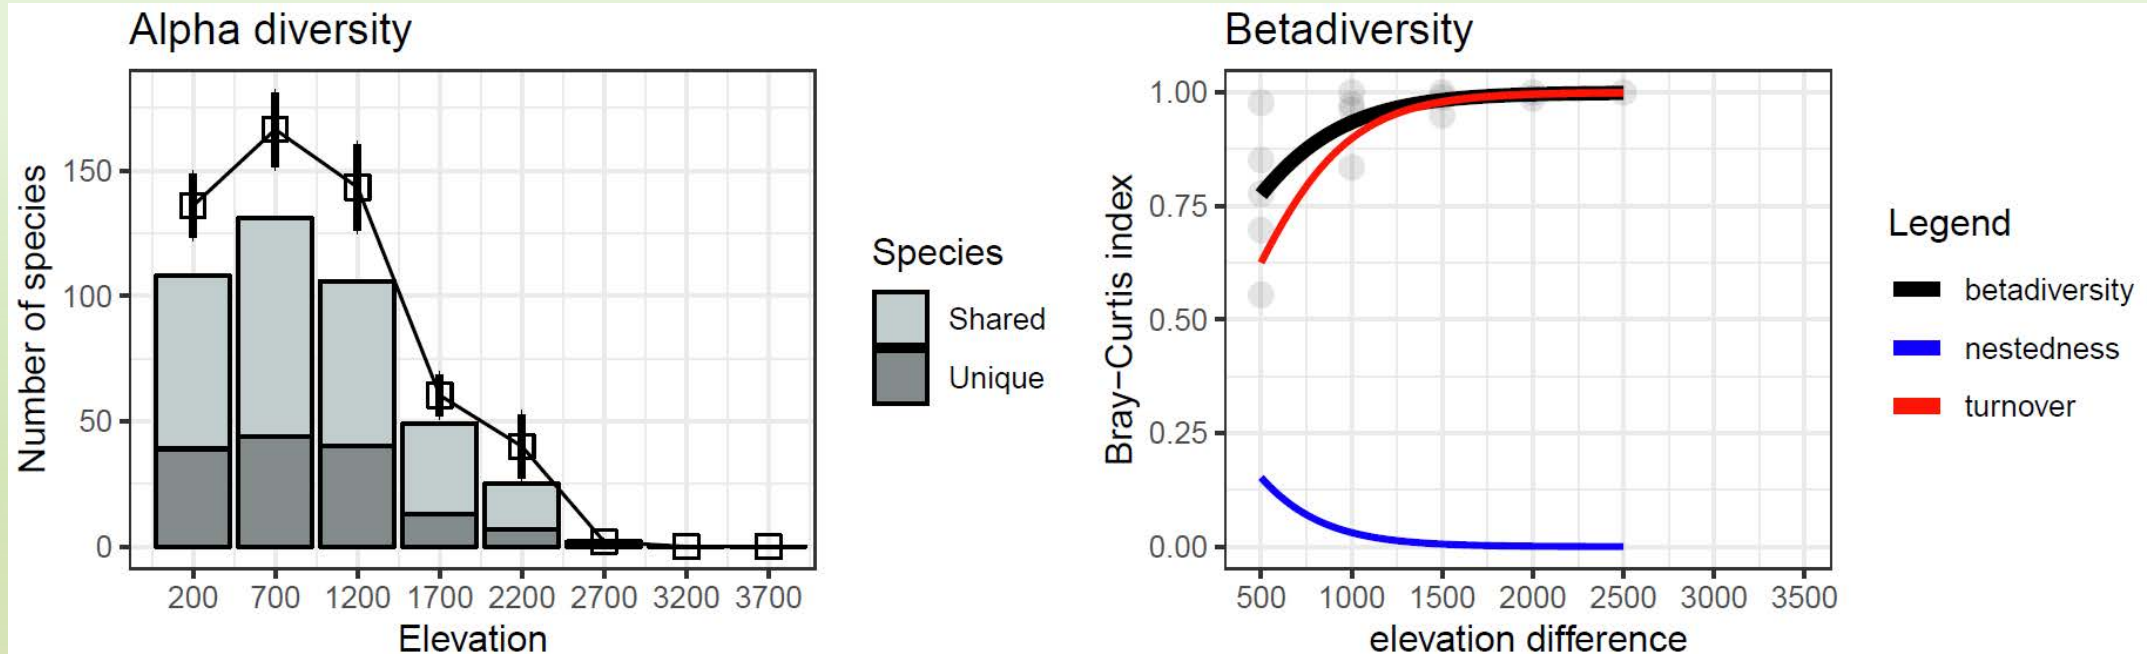 Alpha diversity
Number of species
150
100
50
0
200 700 1200 1700 2200 2700 3200 3700
Elevation
Species
Shared
Unique
Betadiversity
Bray−Curtis index
1.00
0.75
0.50
0.25
0.00
500 1000 1500 2000 2500 3000 3500
elevation difference
Legend
betadiversity
nestedness
turnover